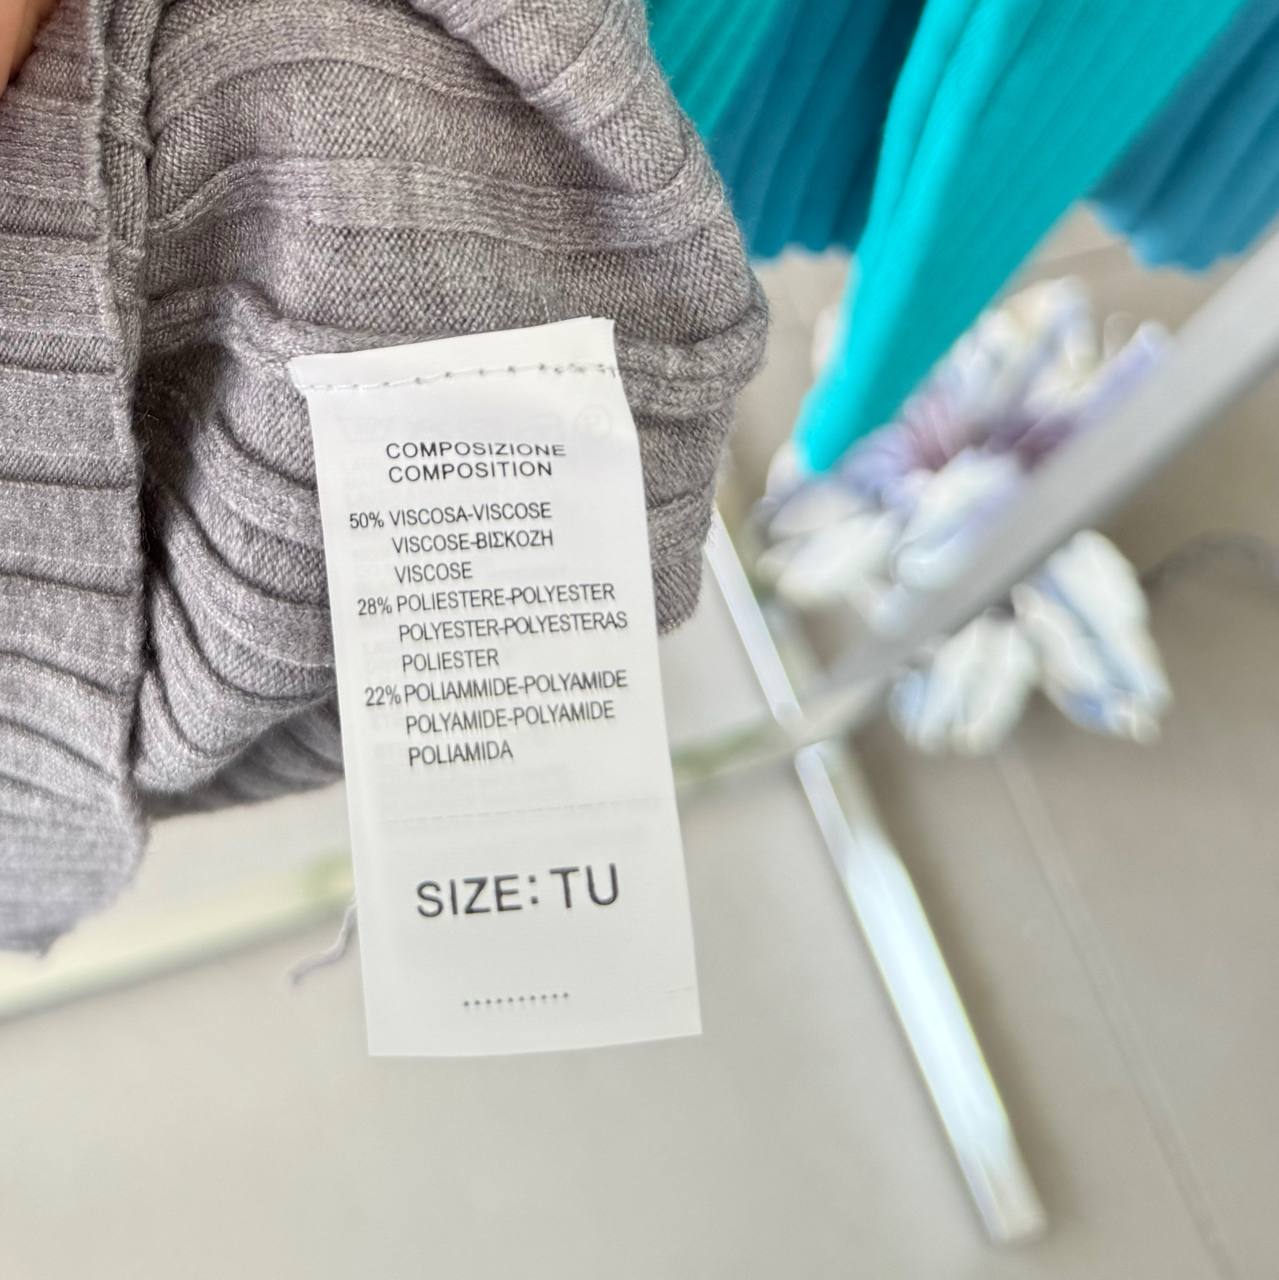 COMPOSIZIONE
COMPOSITION
50% VISCOSA-VISCOSE
VISCOSE-ΒΙΣΚΟΖΗ
VISCOSE
28% POLIESTERE-POLYESTER
POLYESTER-POLYESTERAS
POLIESTER
22% POLIAMMIDE-POLYAMIDE
POLYAMIDE-POLYAMIDE
POLIAMIDA
SIZE: TU
..........